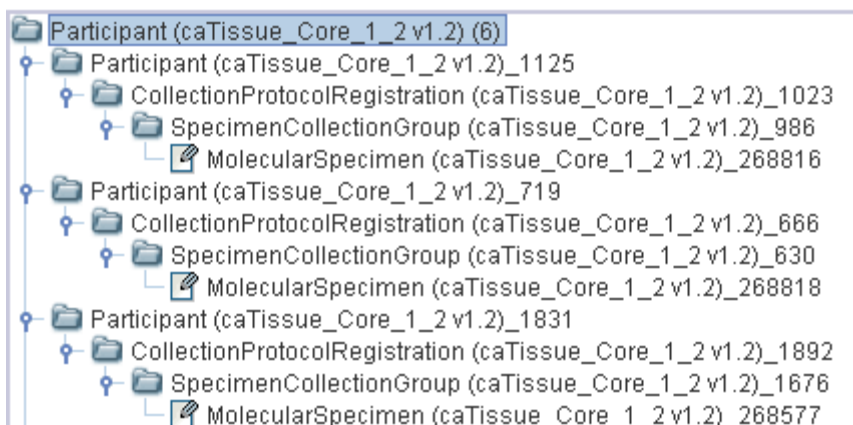 Participant (caTissue_Core_1_2 v1.2) (6)
Participant (caTissue_Core_1_2 v1.2)_1125
CollectionProtocolRegistration (caTissue_Core_1_2 v1.2)_1023
SpecimenCollectionGroup (caTissue_Core_1_2 v1.2)_986
MolecularSpecimen (caTissue_Core_1_2 v1.2)_268816
Participant (caTissue_Core_1_2 v1.2)_719
CollectionProtocolRegistration (caTissue_Core_1_2 v1.2)_666
SpecimenCollectionGroup (caTissue_Core_1_2 v1.2)_630
MolecularSpecimen (caTissue_Core_1_2 v1.2)_268818
Participant (caTissue_Core_1_2 v1.2)_1831
CollectionProtocolRegistration (caTissue_Core_1_2 v1.2)_1892
SpecimenCollectionGroup (caTissue_Core_1_2 v1.2)_1676
MolecularSpecimen (caTissue_Core_1_2 v1.2)_268577